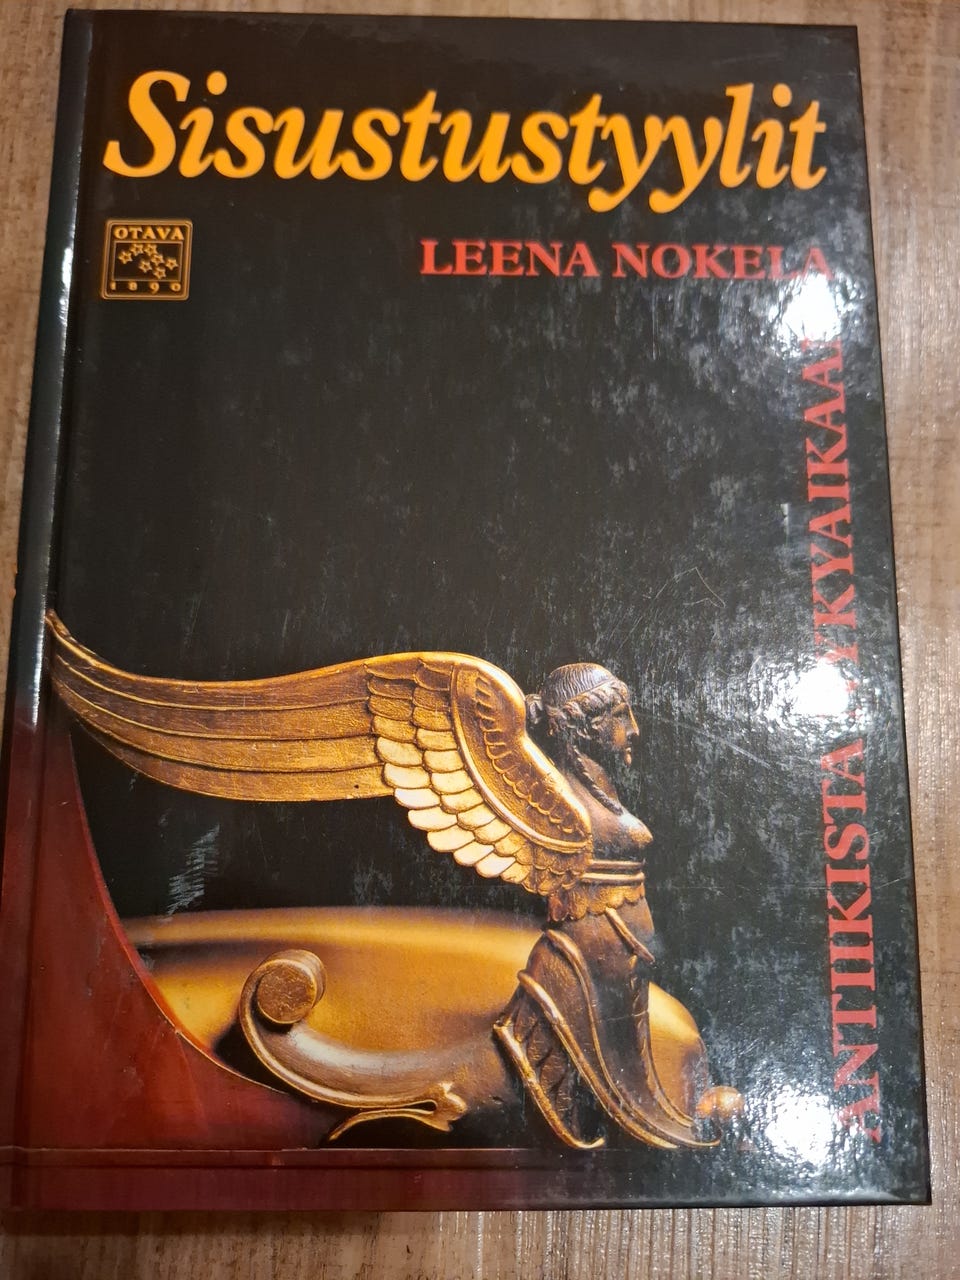 Sisustustyylit
OTAVA
1890
LEENA NOKELA
ANTIIKISTA